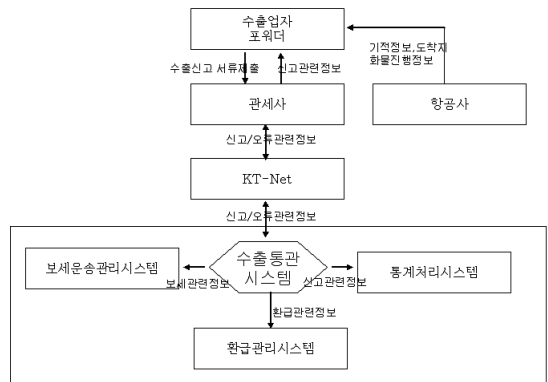 수출업자
포워더
기적정보,도착지
화물진행정보
수출신고 서류제출
신고관련정보
관세사
항공사
신고/오류관련정보
KT-Net
신고/오류관련정보
수출통관
시스템
보세운송관리시스템
통계처리시스템
보세관련정보
신고관련정보
환급관련정보
환급관리시스템